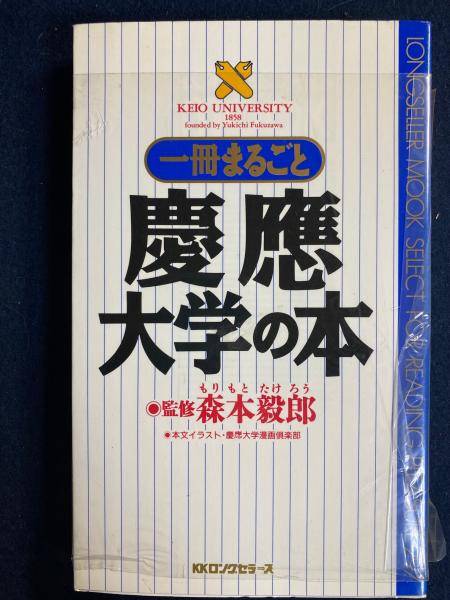 KEIO UNIVERSITY
1858
founded by Yukichi Fukuzawa
一冊まるごと
慶應
大学の本
もりもとたけろう
●監修 森本毅郎
●本文イラスト・慶應大学漫画倶楽部
KKロングセラーズ
LONGSELLER MOOK SELECT FOR READING